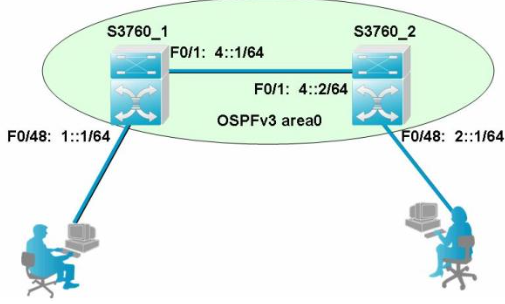 S3760_1
S3760_2
F0/1: 4::1/64
F0/1: 4::2/64
OSPFv3 area0
F0/48: 1::1/64
F0/48: 2::1/64